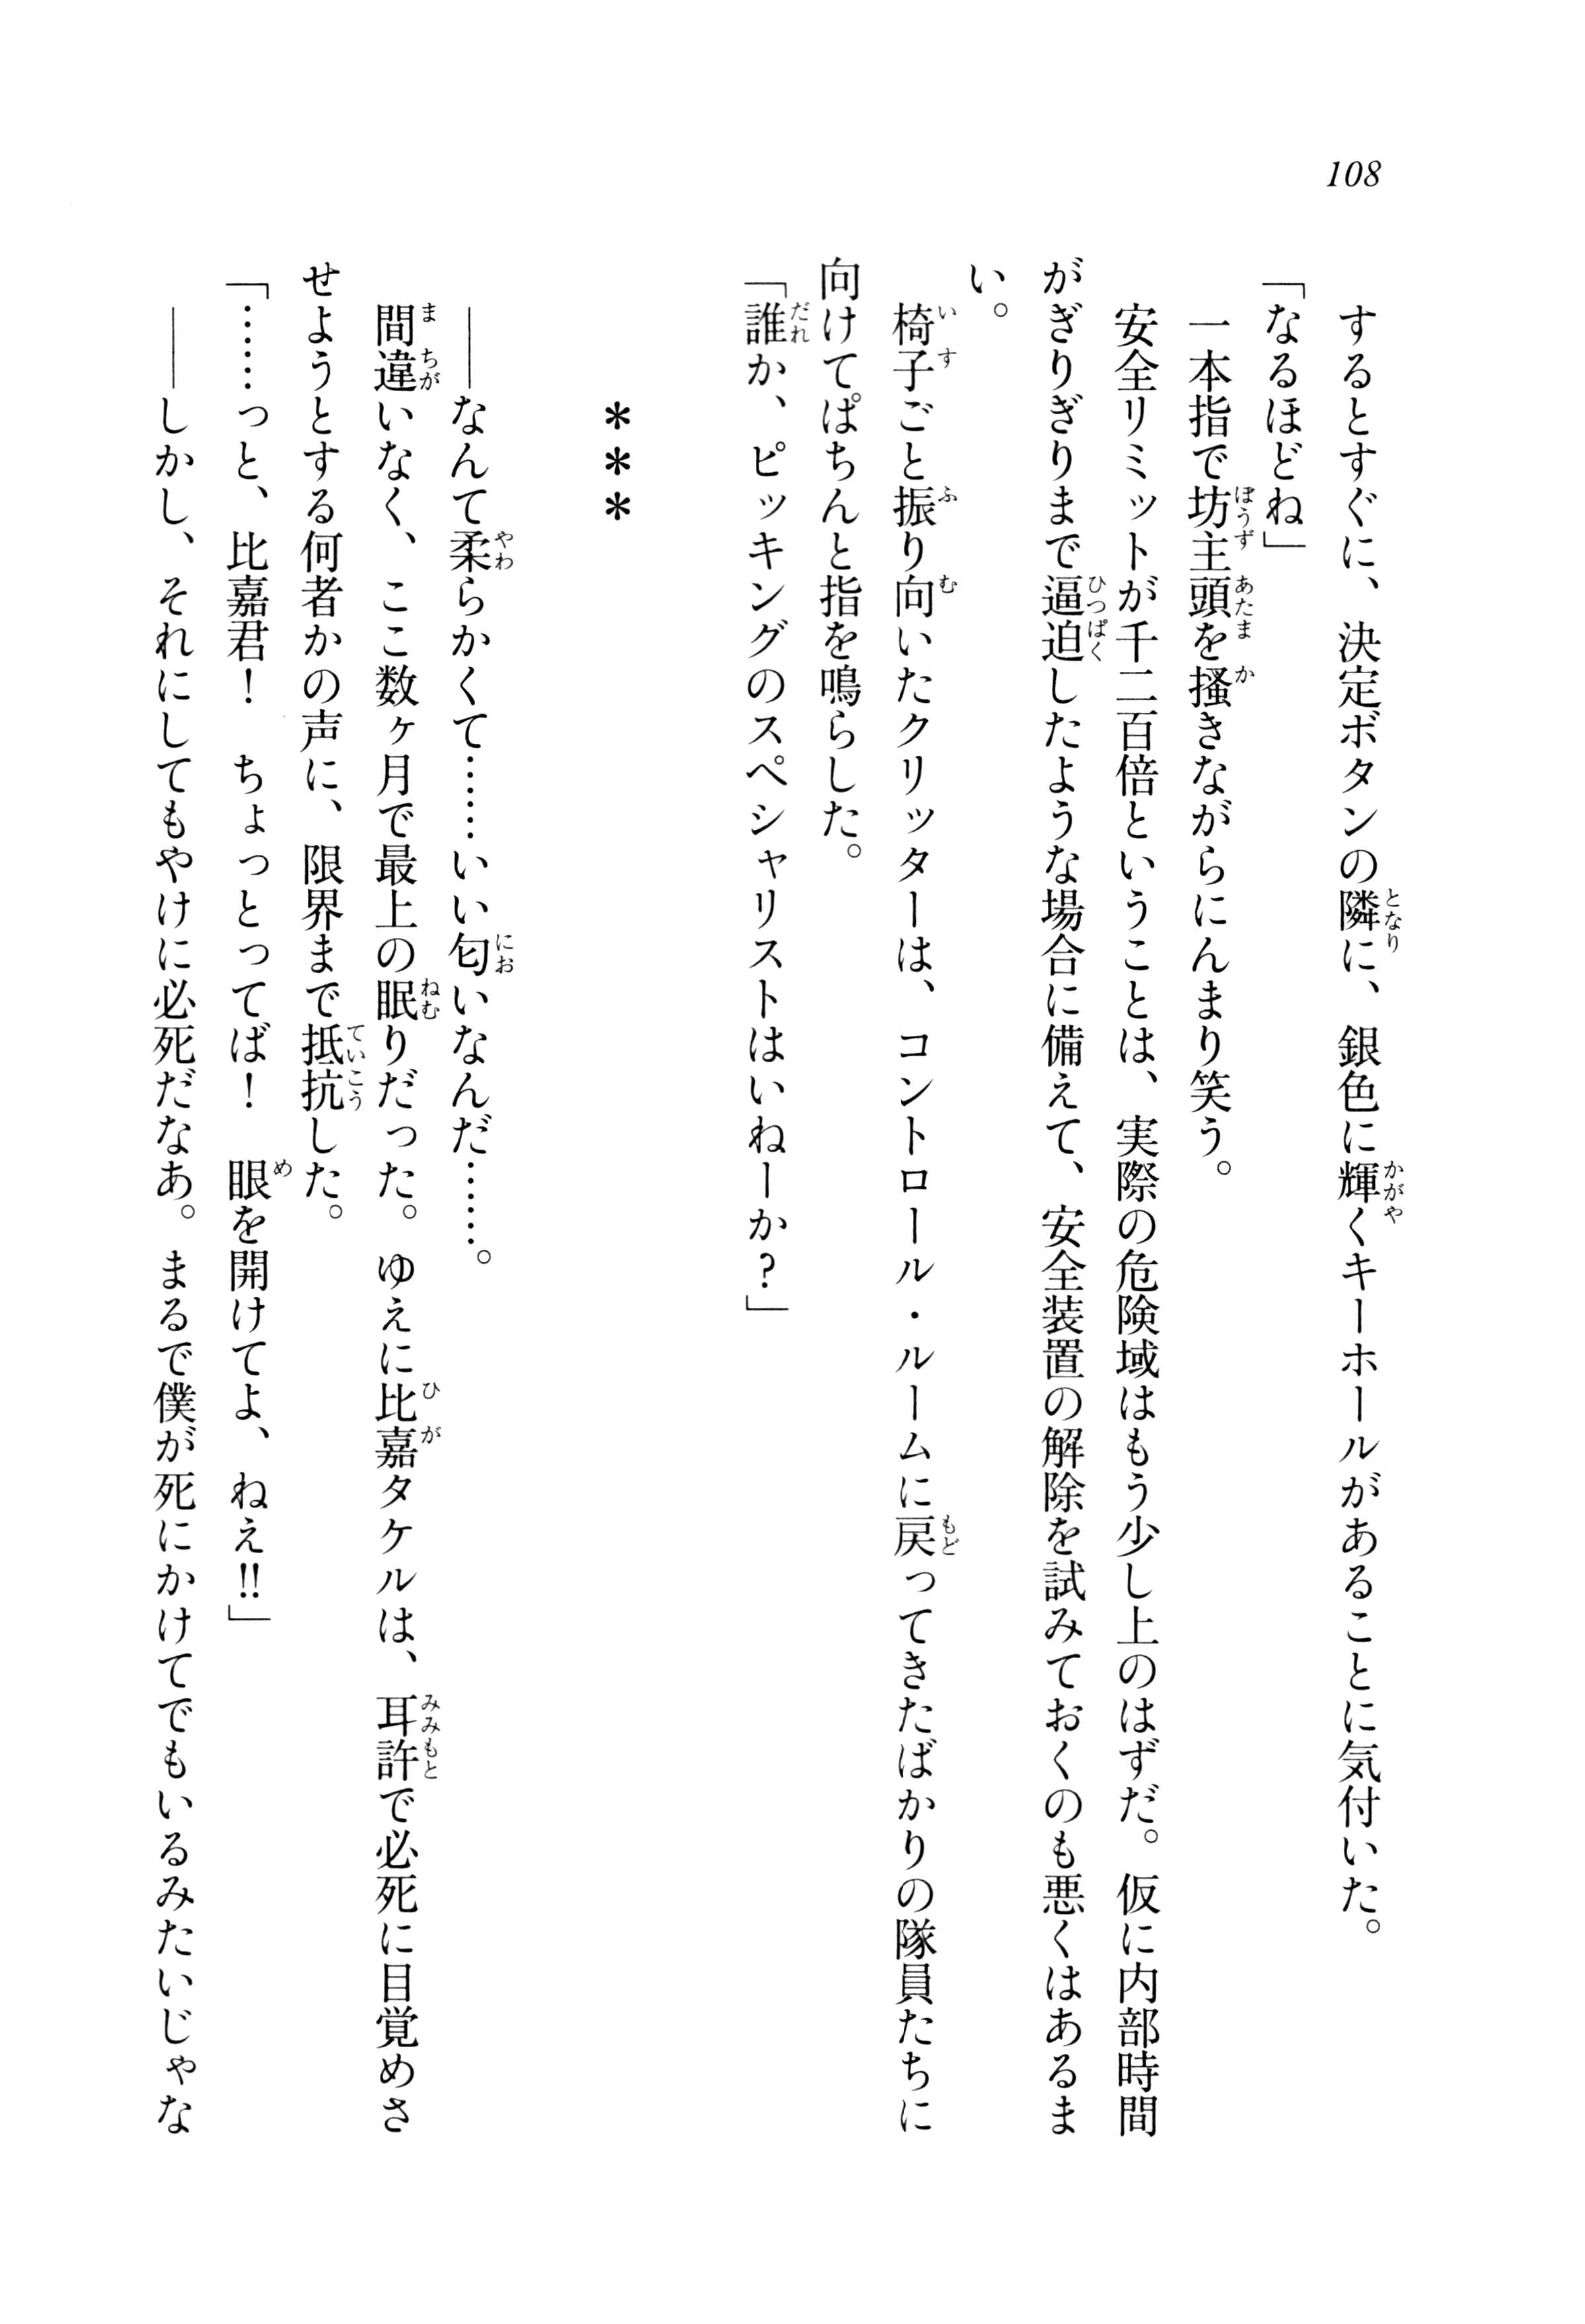 108
　するとすぐに、決定ボタンの隣に、銀色に輝くキーホールがあることに気付いた。
「なるほどね」
　一本指で坊主頭を掻きながらにんまり笑う。
　安全リミットが千二百倍ということは、実際の危険域はもう少し上のはずだ。仮に内部時間
がぎりぎりまで逼迫したような場合に備えて、安全装置の解除を試みておくのも悪くはあるま
い。
　椅子ごと振り向いたクリッターは、コントロール・ルームに戻ってきたばかりの隊員たちに
向けてぱちんと指を鳴らした。
「誰か、ピッキングのスペシャリストはいねーか?」
＊＊＊
　――なんて柔らかくて……いい匂いなんだ……。
　間違いなく、ここ数ヶ月で最上の眠りだった。ゆえに比嘉タケルは、耳許で必死に目覚めさ
せようとする何者かの声に、限界まで抵抗した。
「……っと、比嘉君！　ちょっとってば！　眼を開けてよ、ねえ!!」
　――しかし、それにしてもやけに必死だなあ。まるで僕が死にかけてでもいるみたいじゃな